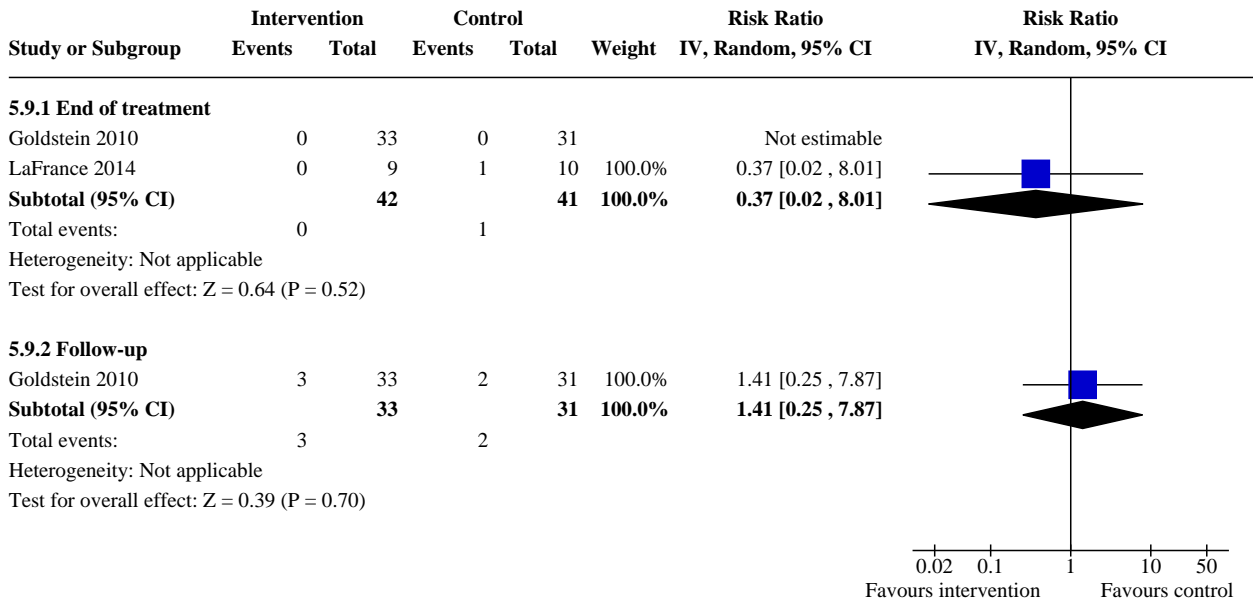 Intervention Control Risk Ratio Risk Ratio
Study or Subgroup Events Total Events Total Weight IV, Random, 95% CI IV, Random, 95% CI
5.9.1 End of treatment
Goldstein 2010 0 33 0 31 Not estimable
LaFrance 2014 0 9 1 10 100.0% 0.37 [0.02 , 8.01]
Subtotal (95% CI) 42 41 100.0% 0.37 [0.02 , 8.01]
Total events: 0 1
Heterogeneity: Not applicable
Test for overall effect: Z = 0.64 (P = 0.52)
5.9.2 Follow-up
Goldstein 2010 3 33 2 31 100.0% 1.41 [0.25 , 7.87]
Subtotal (95% CI) 33 31 100.0% 1.41 [0.25 , 7.87]
Total events: 3 2
Heterogeneity: Not applicable
Test for overall effect: Z = 0.39 (P = 0.70)
0.02 0.1 1 10 50
Favours intervention Favours control